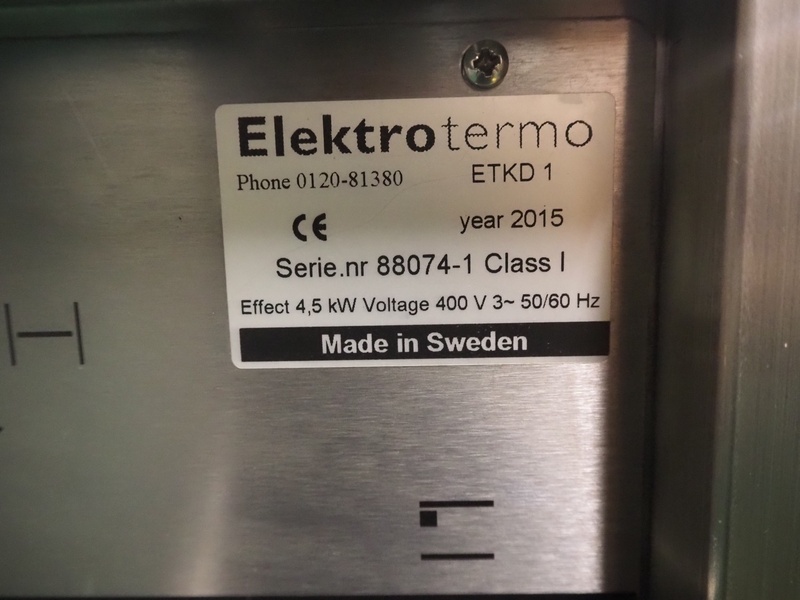 Elektrotermo
Phone 0120-81380 ETKD 1
CE year 2015
Serie.nr 88074-1 Class I
Effect 4,5 kW Voltage 400 V 3~ 50/60 Hz
Made in Sweden